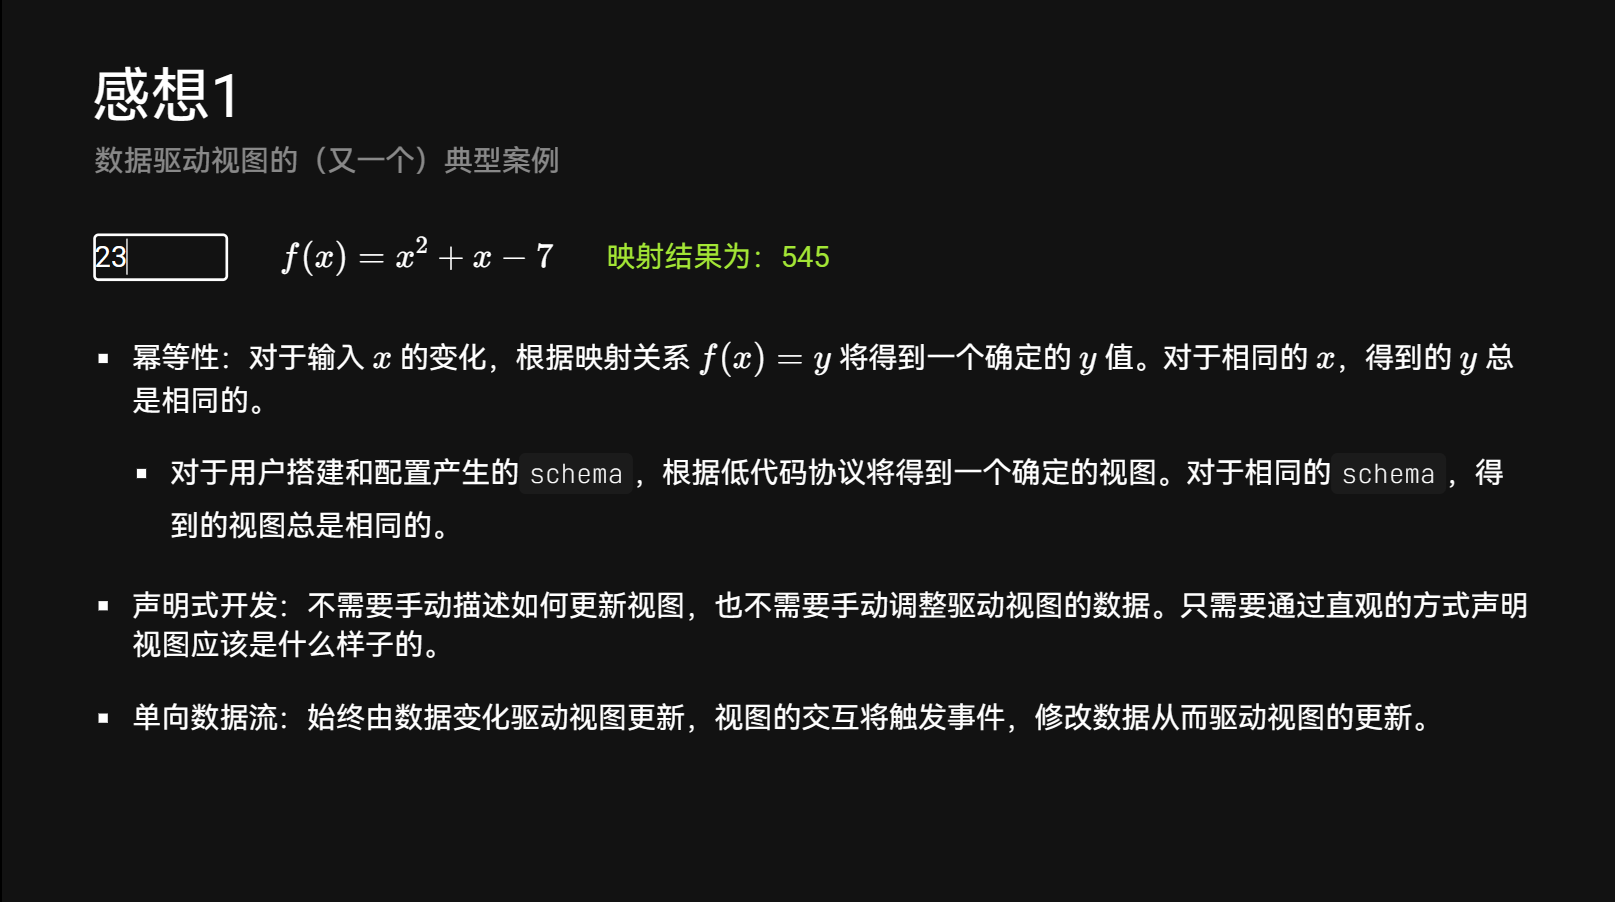 感想1
数据驱动视图的（又一个）典型案例
23 f(x) = x² + x − 7 映射结果为：545
▪ 幂等性：对于输入 x 的变化，根据映射关系 f(x) = y 将得到一个确定的 y 值。对于相同的 x，得到的 y 总
是相同的。
▪ 对于用户搭建和配置产生的 schema ，根据低代码协议将得到一个确定的视图。对于相同的 schema ，得
到的视图总是相同的。
▪ 声明式开发：不需要手动描述如何更新视图，也不需要手动调整驱动视图的数据。只需要通过直观的方式声明
视图应该是什么样子的。
▪ 单向数据流：始终由数据变化驱动视图更新，视图的交互将触发事件，修改数据从而驱动视图的更新。